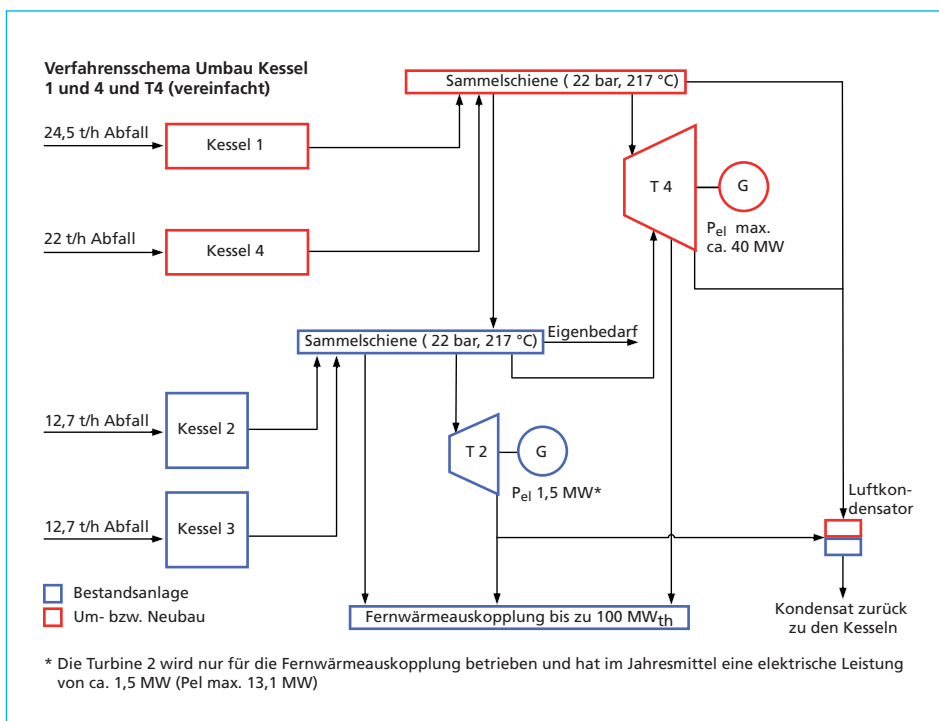 Verfahrensschema Umbau Kessel
1 und 4 und T4 (vereinfacht)
Sammelschiene ( 22 bar, 217 °C)
24,5 t/h Abfall
Kessel 1
T 4
G
22 t/h Abfall
Kessel 4
Pel max.
ca. 40 MW
Sammelschiene ( 22 bar, 217 °C)
Eigenbedarf
12,7 t/h Abfall
Kessel 2
T 2
G
Pel 1,5 MW*
Luftkon-
densator
12,7 t/h Abfall
Kessel 3
Bestandsanlage
Um- bzw. Neubau
Fernwärmeauskopplung bis zu 100 MWth
Kondensat zurück
zu den Kesseln
* Die Turbine 2 wird nur für die Fernwärmeauskopplung betrieben und hat im Jahresmittel eine elektrische Leistung
von ca. 1,5 MW (Pel max. 13,1 MW)